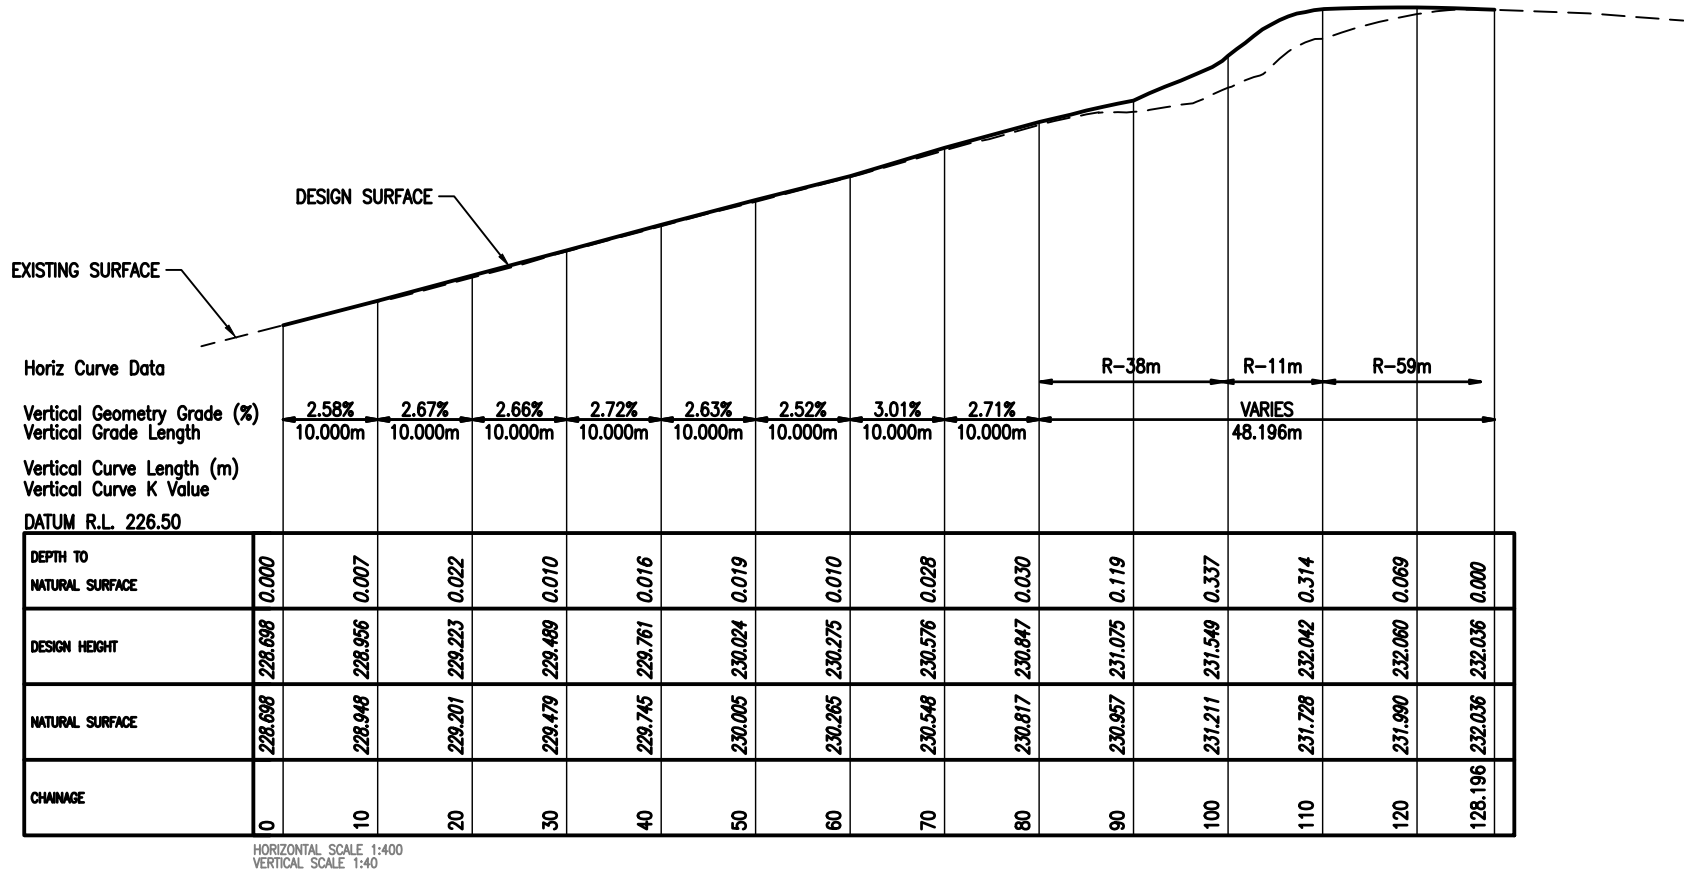 DESIGN SURFACE
EXISTING SURFACE
Horiz Curve Data R-38m R-11m R-59m
Vertical Geometry Grade (%) 2.58% 2.67% 2.66% 2.72% 2.63% 2.52% 3.01% 2.71% VARIES
Vertical Grade Length 10.000m 10.000m 10.000m 10.000m 10.000m 10.000m 10.000m 10.000m 48.196m
Vertical Curve Length (m)
Vertical Curve K Value
DATUM R.L. 226.50
DEPTH TO
NATURAL SURFACE 0.000 0.007 0.022 0.010 0.016 0.019 0.010 0.028 0.030 0.119 0.337 0.314 0.069 0.000
DESIGN HEIGHT 228.698 228.956 229.223 229.489 229.761 230.024 230.275 230.576 230.847 231.075 231.549 232.042 232.060 232.036
NATURAL SURFACE 228.698 228.948 229.201 229.479 229.745 230.005 230.265 230.548 230.817 230.957 231.211 231.728 231.990 232.036
CHAINAGE 0 10 20 30 40 50 60 70 80 90 100 110 120 128.196
HORIZONTAL SCALE 1:400
VERTICAL SCALE 1:40